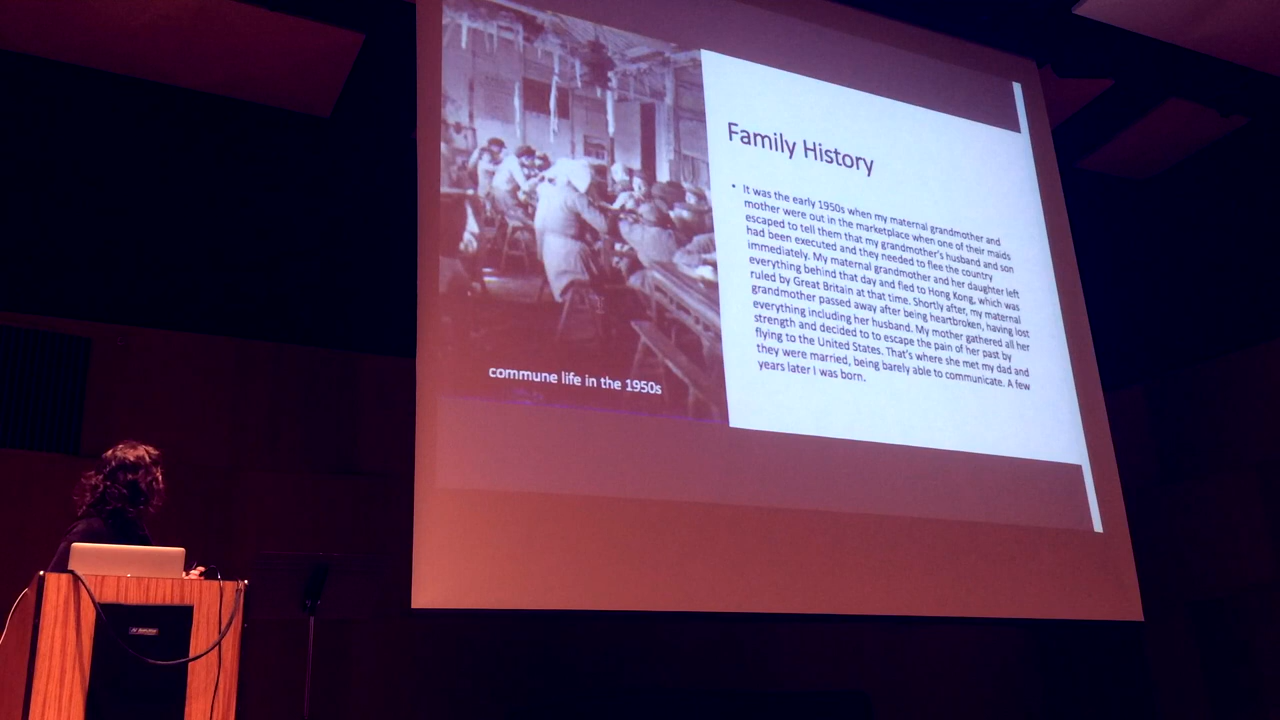 Family History
• It was the early 1950s when my maternal grandmother and
mother were out in the marketplace when one of their maids
escaped to tell them that my grandmother's husband and son
had been executed and they needed to flee the country
immediately. My maternal grandmother and her daughter left
everything behind that day and fled to Hong Kong, which was
ruled by Great Britain at that time. Shortly after, my maternal
grandmother passed away after being heartbroken, having lost
everything including her husband. My mother gathered all her
strength and decided to to escape the pain of her past by
flying to the United States. That's where she met my dad and
they were married, being barely able to communicate. A few
years later I was born.
commune life in the 1950s